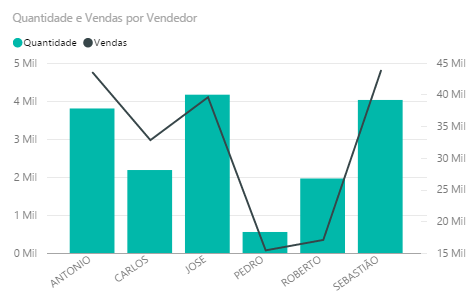 Quantidade e Vendas por Vendedor
Quantidade Vendas
5 Mil 45 Mil
4 Mil 40 Mil
3 Mil 35 Mil
2 Mil 30 Mil
1 Mil 25 Mil
0 Mil 20 Mil
15 Mil
ANTONIO CARLOS JOSE PEDRO ROBERTO SEBASTIÃO